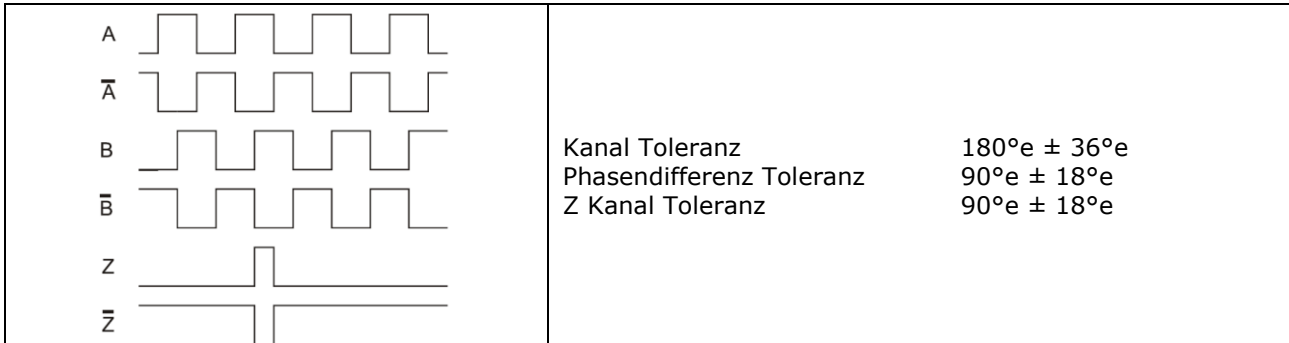 A
A̅
B
B̅
Z
Z̅
Kanal Toleranz 180°e ± 36°e
Phasendifferenz Toleranz 90°e ± 18°e
Z Kanal Toleranz 90°e ± 18°e